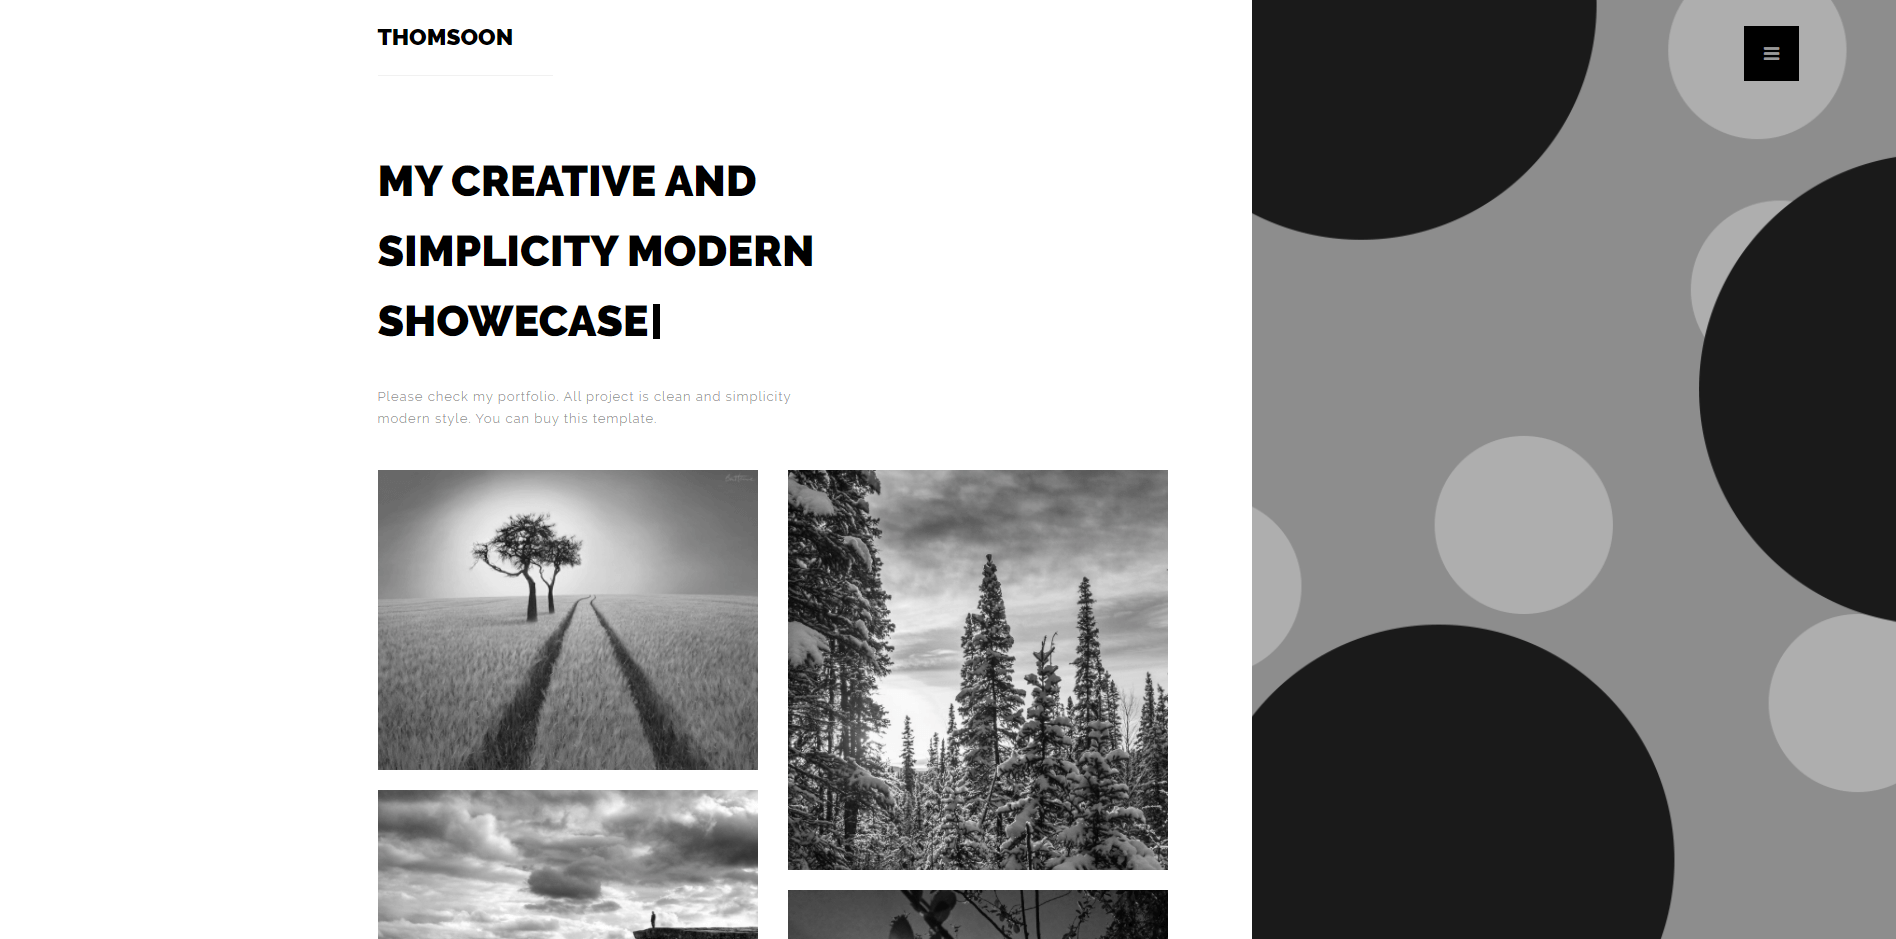 THOMSOON
MY CREATIVE AND
SIMPLICITY MODERN
SHOWECASE
Please check my portfolio. All project is clean and simplicity
modern style. You can buy this template.